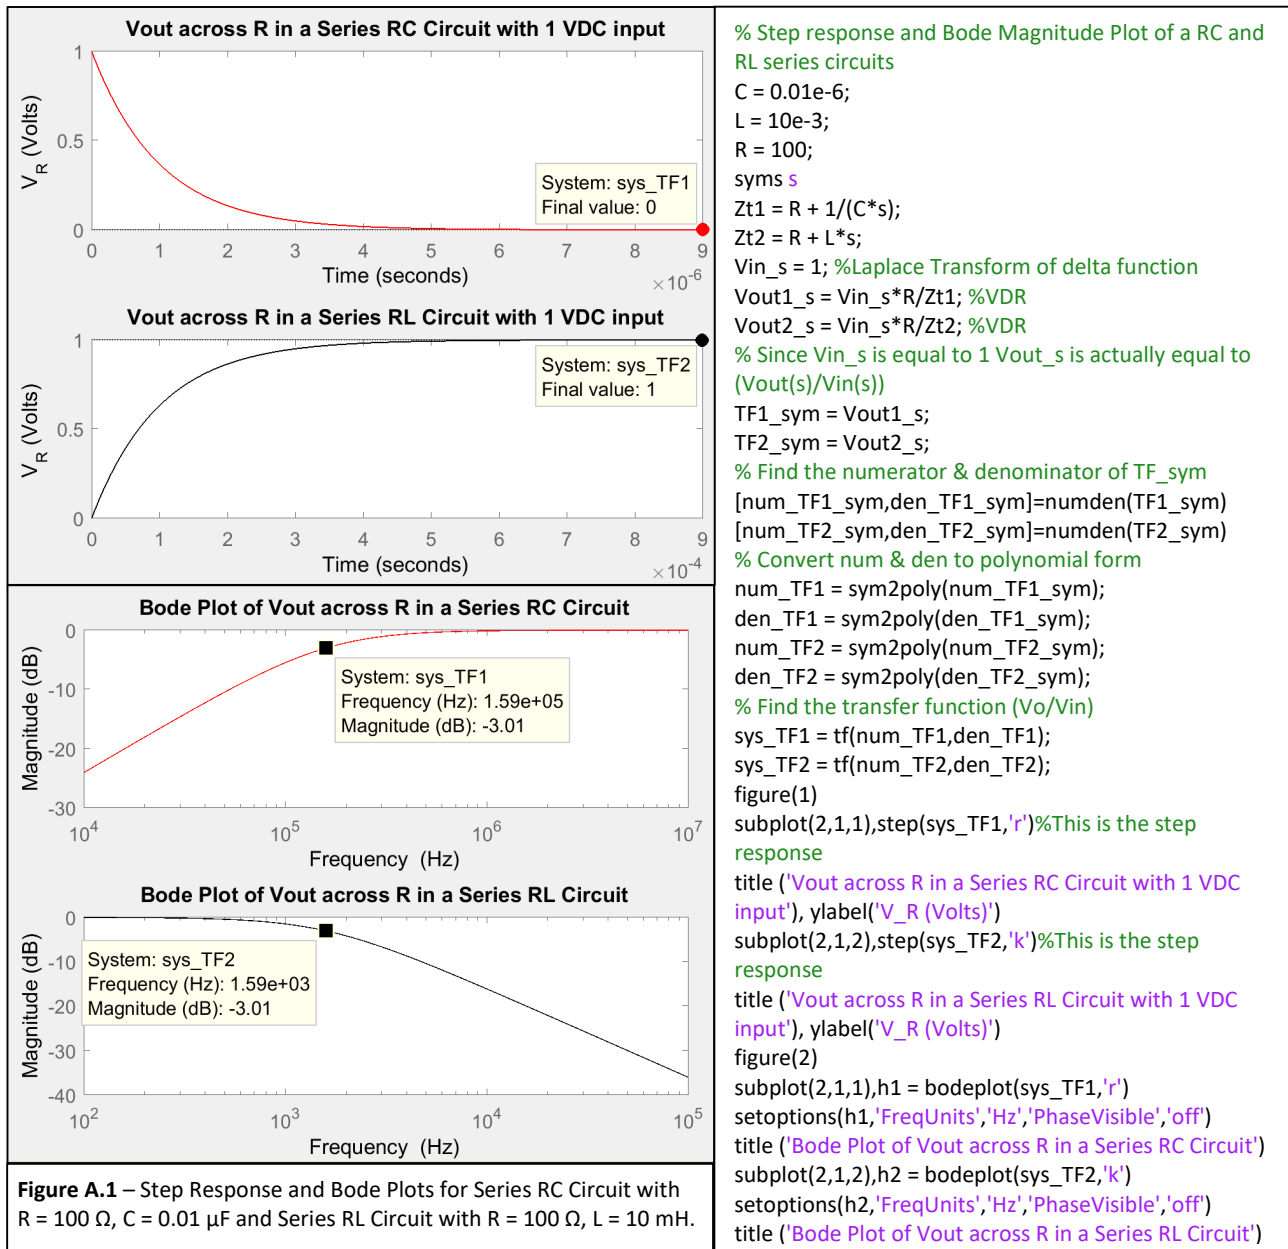 Vout across R in a Series RC Circuit with 1 VDC input
1
0.5
0
V_R (Volts)
System: sys_TF1
Final value: 0
0 1 2 3 4 5 6 7 8 9
Time (seconds)
×10^-6
Vout across R in a Series RL Circuit with 1 VDC input
1
0.5
0
V_R (Volts)
System: sys_TF2
Final value: 1
0 1 2 3 4 5 6 7 8 9
Time (seconds)
×10^-4
Bode Plot of Vout across R in a Series RC Circuit
0
-10
-20
-30
Magnitude (dB)
System: sys_TF1
Frequency (Hz): 1.59e+05
Magnitude (dB): -3.01
10^4 10^5 10^6 10^7
Frequency (Hz)
Bode Plot of Vout across R in a Series RL Circuit
0
-10
-20
-30
-40
Magnitude (dB)
System: sys_TF2
Frequency (Hz): 1.59e+03
Magnitude (dB): -3.01
10^2 10^3 10^4 10^5
Frequency (Hz)
Figure A.1 – Step Response and Bode Plots for Series RC Circuit with
R = 100 Ω, C = 0.01 µF and Series RL Circuit with R = 100 Ω, L = 10 mH.
% Step response and Bode Magnitude Plot of a RC and
RL series circuits
C = 0.01e-6;
L = 10e-3;
R = 100;
syms s
Zt1 = R + 1/(C*s);
Zt2 = R + L*s;
Vin_s = 1; %Laplace Transform of delta function
Vout1_s = Vin_s*R/Zt1; %VDR
Vout2_s = Vin_s*R/Zt2; %VDR
% Since Vin_s is equal to 1 Vout_s is actually equal to
(Vout(s)/Vin(s))
TF1_sym = Vout1_s;
TF2_sym = Vout2_s;
% Find the numerator & denominator of TF_sym
[num_TF1_sym,den_TF1_sym]=numden(TF1_sym)
[num_TF2_sym,den_TF2_sym]=numden(TF2_sym)
% Convert num & den to polynomial form
num_TF1 = sym2poly(num_TF1_sym);
den_TF1 = sym2poly(den_TF1_sym);
num_TF2 = sym2poly(num_TF2_sym);
den_TF2 = sym2poly(den_TF2_sym);
% Find the transfer function (Vo/Vin)
sys_TF1 = tf(num_TF1,den_TF1);
sys_TF2 = tf(num_TF2,den_TF2);
figure(1)
subplot(2,1,1),step(sys_TF1,'r')%This is the step
response
title ('Vout across R in a Series RC Circuit with 1 VDC
input'), ylabel('V_R (Volts)')
subplot(2,1,2),step(sys_TF2,'k')%This is the step
response
title ('Vout across R in a Series RL Circuit with 1 VDC
input'), ylabel('V_R (Volts)')
figure(2)
subplot(2,1,1),h1 = bodeplot(sys_TF1,'r')
setoptions(h1,'FreqUnits','Hz','PhaseVisible','off')
title ('Bode Plot of Vout across R in a Series RC Circuit')
subplot(2,1,2),h2 = bodeplot(sys_TF2,'k')
setoptions(h2,'FreqUnits','Hz','PhaseVisible','off')
title ('Bode Plot of Vout across R in a Series RL Circuit')